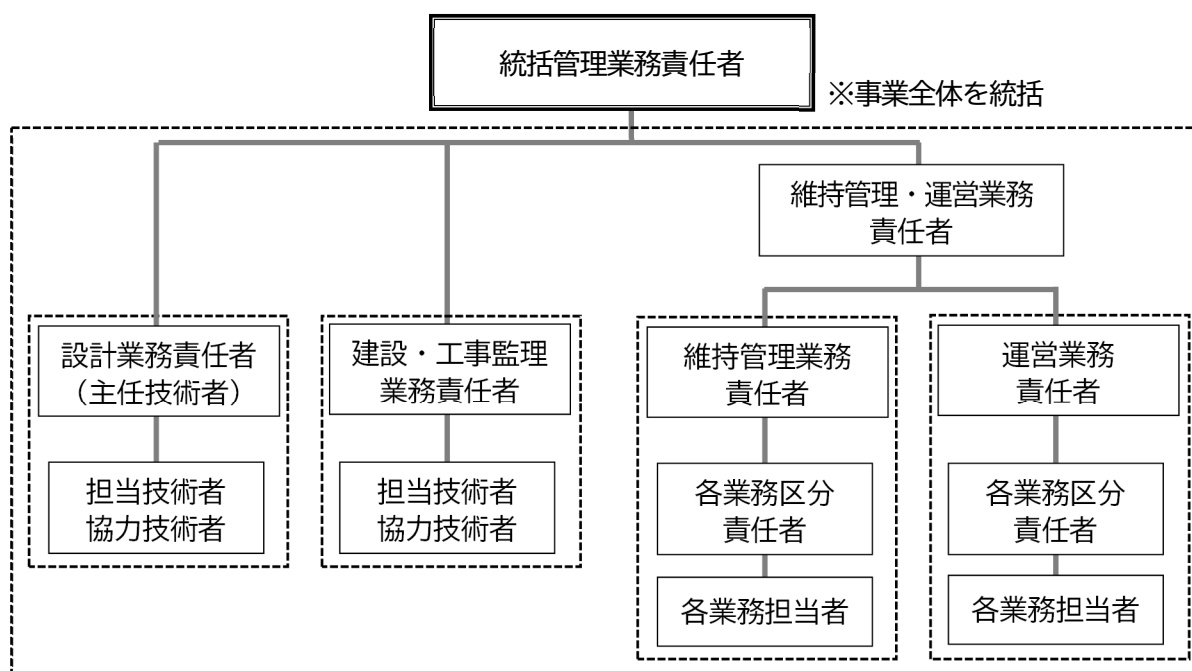 統括管理業務責任者
※事業全体を統括
維持管理・運営業務
責任者
設計業務責任者
（主任技術者）
建設・工事監理
業務責任者
維持管理業務
責任者
運営業務
責任者
担当技術者
協力技術者
担当技術者
協力技術者
各業務区分
責任者
各業務区分
責任者
各業務担当者
各業務担当者